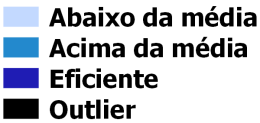 Abaixo da média
Acima da média
Eficiente
Outlier